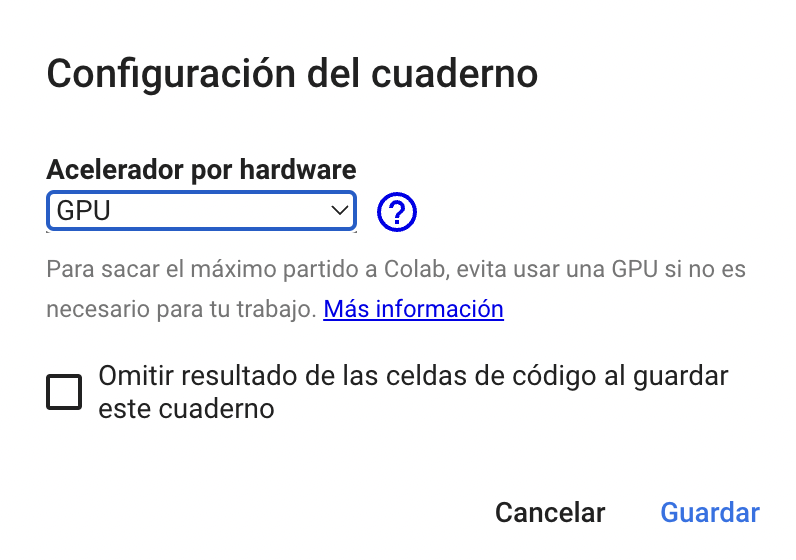 Configuración del cuaderno
Acelerador por hardware
GPU
?
Para sacar el máximo partido a Colab, evita usar una GPU si no es
necesario para tu trabajo. Más información
Omitir resultado de las celdas de código al guardar
este cuaderno
Cancelar Guardar